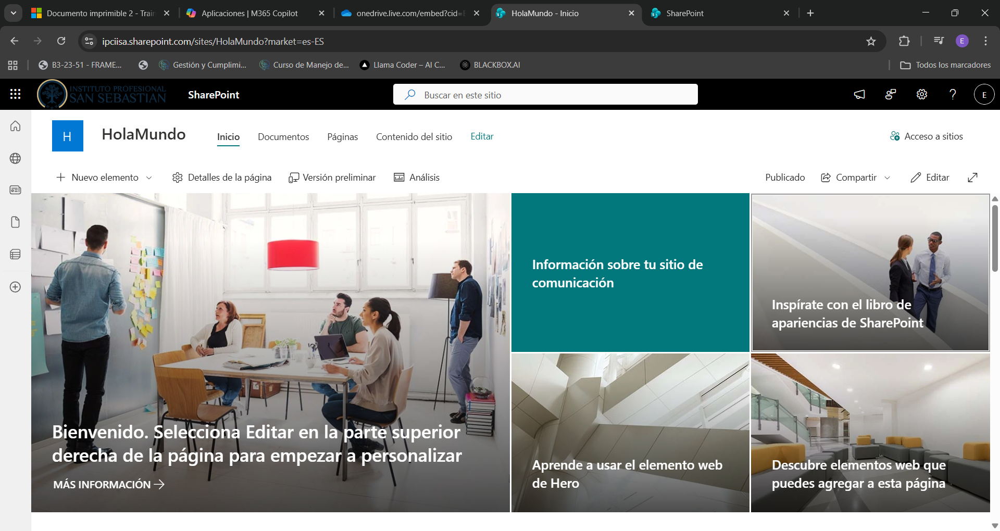 Documento imprimible 2 - Train
Aplicaciones | M365 Copilot
onedrive.live.com/embed?cid=
HolaMundo - Inicio
SharePoint
ipciisa.sharepoint.com/sites/HolaMundo?market=es-ES
E
B3-23-51 - FRAME...
Gestión y Cumplimi...
Curso de Manejo de...
Llama Coder – AI C...
BLACKBOX.AI
Todos los marcadores
INSTITUTO PROFESIONAL
SAN SEBASTIAN
SharePoint
Buscar en este sitio
E
H
HolaMundo
Inicio
Documentos
Páginas
Contenido del sitio
Editar
Acceso a sitios
Nuevo elemento
Detalles de la página
Versión preliminar
Análisis
Publicado
Compartir
Editar
Información sobre tu sitio de
comunicación
Inspírate con el libro de
apariencias de SharePoint
Bienvenido. Selecciona Editar en la parte superior
derecha de la página para empezar a personalizar
MÁS INFORMACIÓN
Aprende a usar el elemento web
de Hero
Descubre elementos web que
puedes agregar a esta página